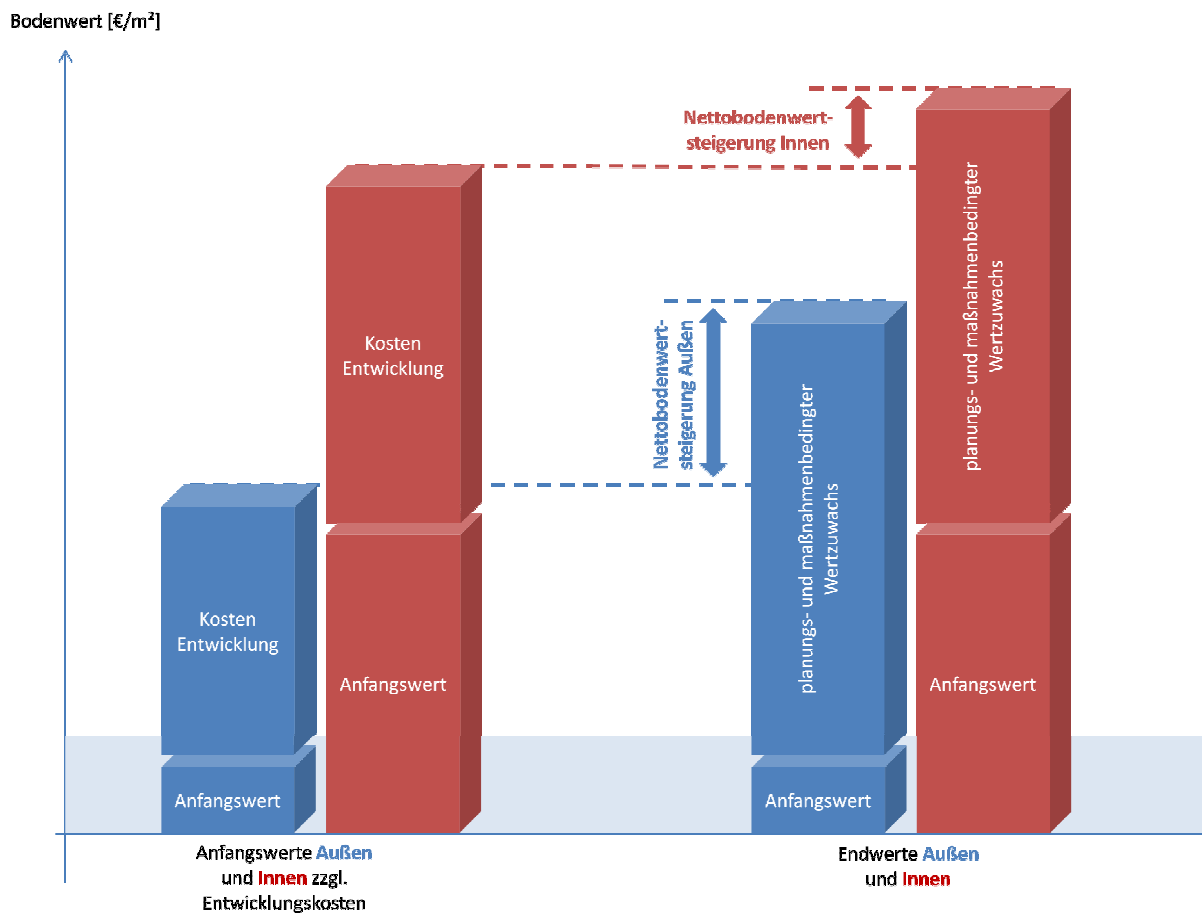 Bodenwert [€/m²]
Nettobodenwert-
steigerung Innen
Kosten
Entwicklung
planungs- und maßnahmenbedingter
Wertzuwachs
Nettobodenwert-
steigerung Außen
planungs- und maßnahmenbedingter
Wertzuwachs
Kosten
Entwicklung
Anfangswert
Anfangswert
Anfangswert
Anfangswert
Anfangswerte Außen
und Innen zzgl.
Entwicklungskosten
Endwerte Außen
und Innen